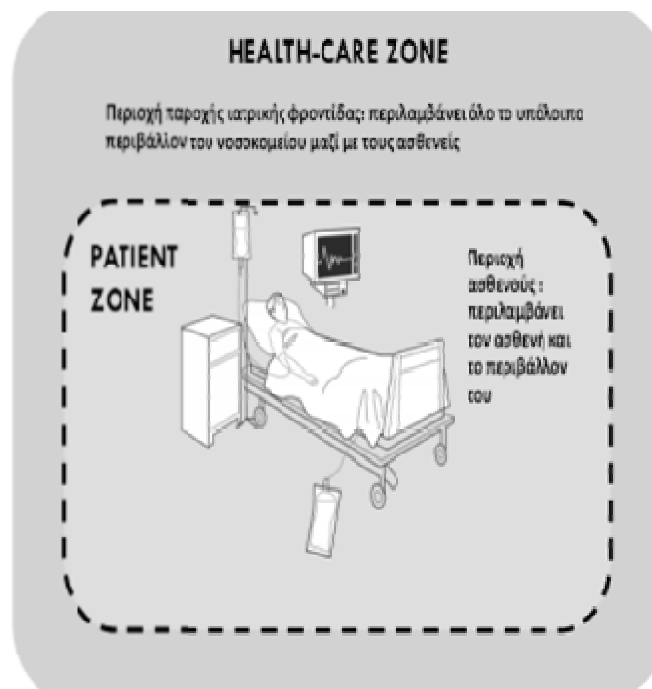 HEALTH-CARE ZONE
Περιοχή παροχής ιατρικής φροντίδας: περιλαμβάνει όλο το υπόλοιπο
περιβάλλον του νοσοκομείου μαζί με τους ασθενείς
PATIENT
ZONE
Περιοχή
ασθενούς :
περιλαμβάνει
τον ασθενή και
το περιβάλλον
του